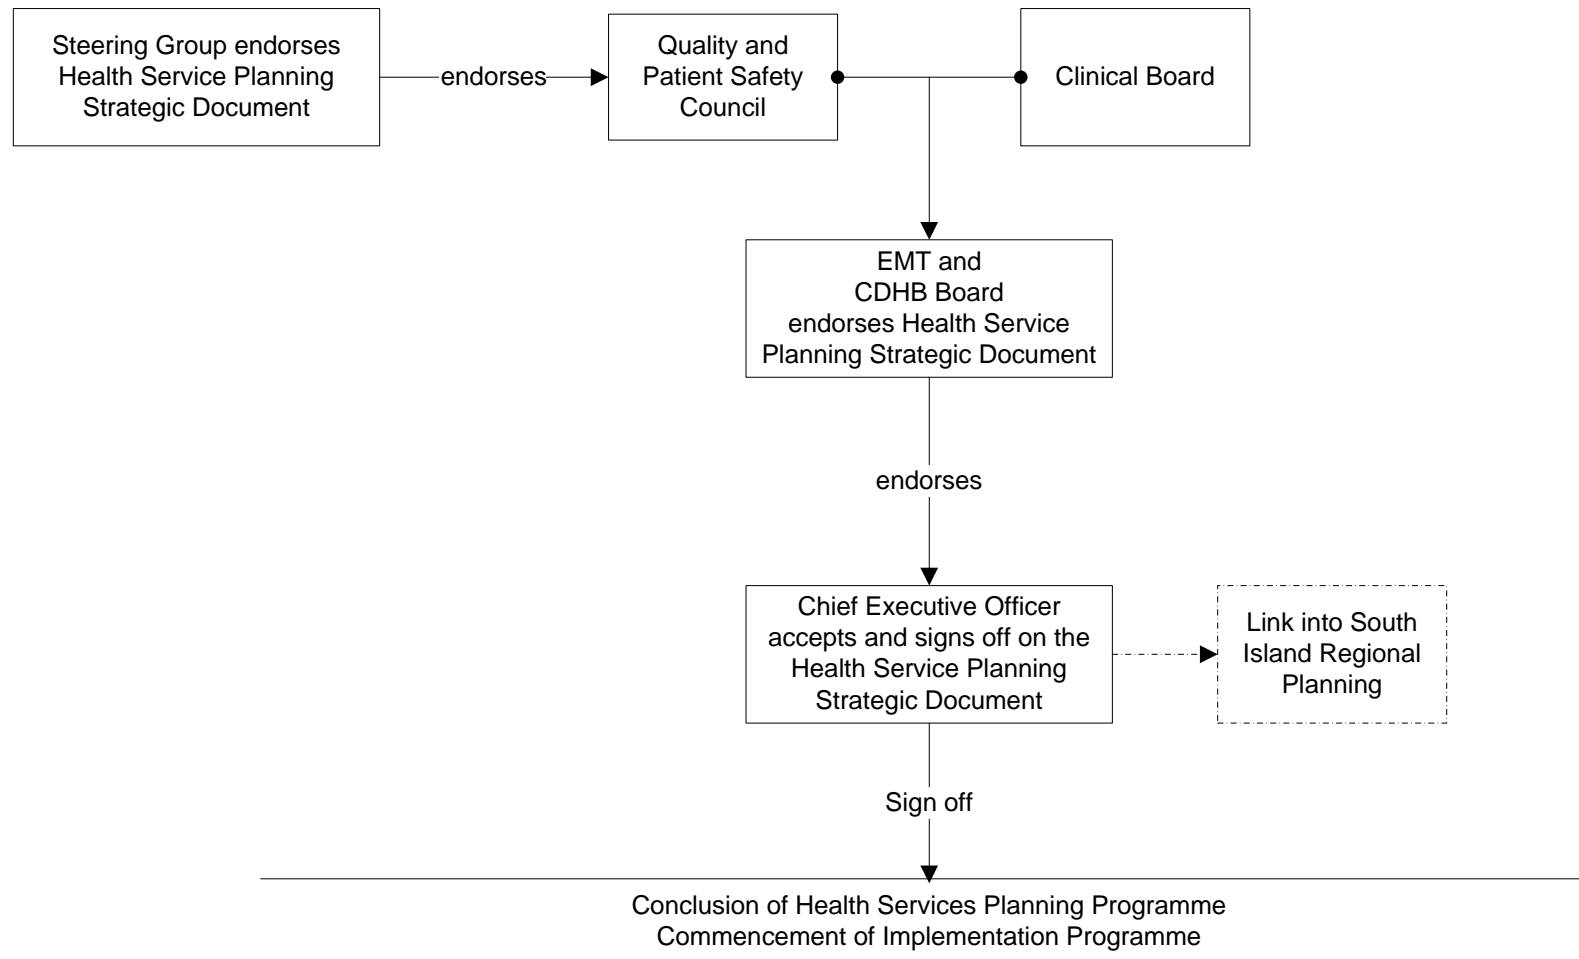 Steering Group endorses
Health Service Planning
Strategic Document
endorses
Quality and
Patient Safety
Council
Clinical Board
EMT and
CDHB Board
endorses Health Service
Planning Strategic Document
endorses
Chief Executive Officer
accepts and signs off on the
Health Service Planning
Strategic Document
Link into South
Island Regional
Planning
Sign off
Conclusion of Health Services Planning Programme
Commencement of Implementation Programme